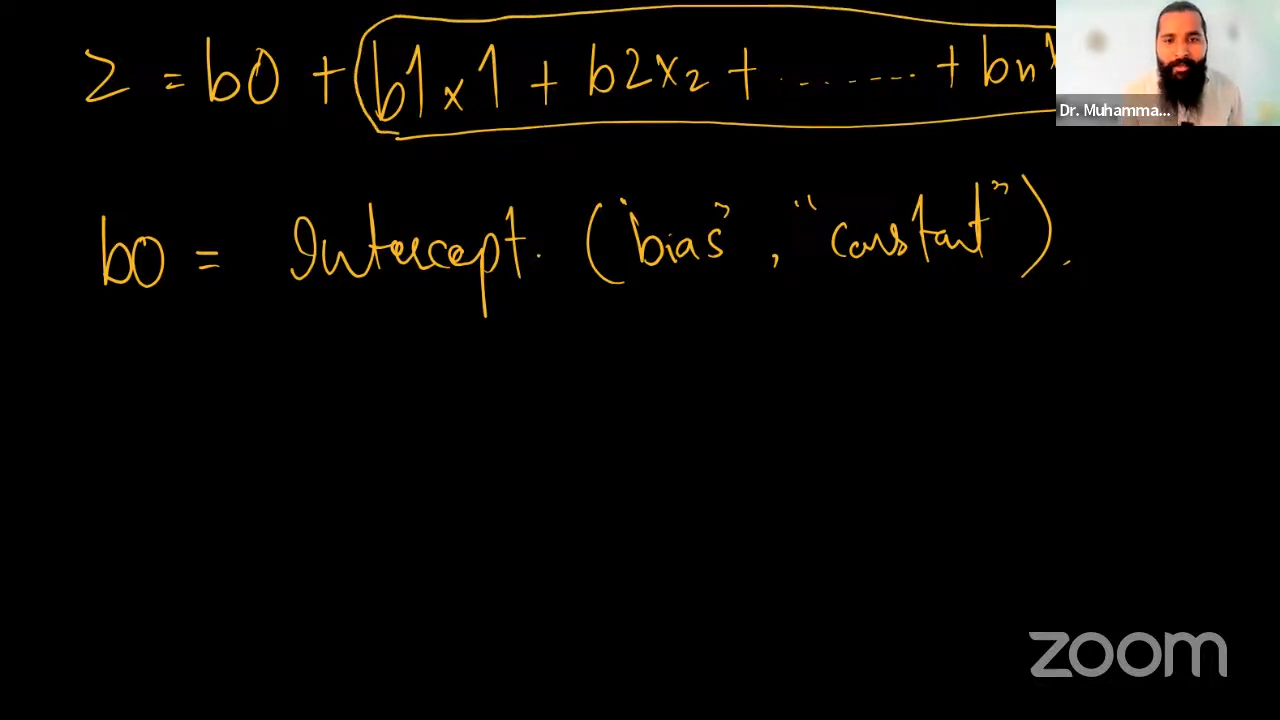 z = b0 + (b1x1 + b2x2 + ....... + bn
Dr. Muhamma...
b0 = Intercept. ("bias", "constant").
zoom